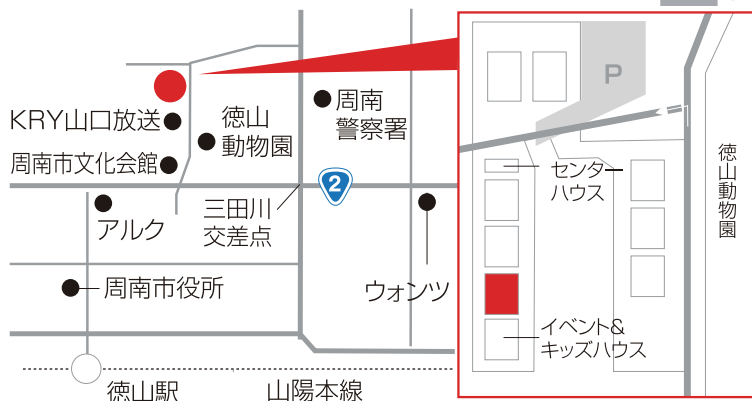 KRY山口放送
周南市文化会館
徳山
動物園
周南
警察署
2
三田川
交差点
アルク
周南市役所
ウォンツ
徳山駅
山陽本線
P
センター
ハウス
イベント&
キッズハウス
徳山動物園